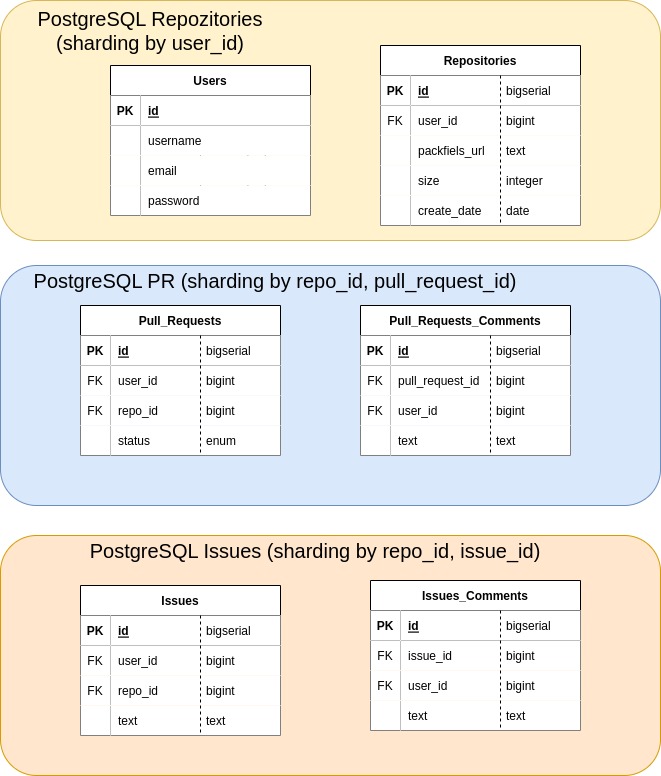 PostgreSQL Repozitories
(sharding by user_id)
Users
PK id
username
email
password
Repositories
PK id bigserial
FK user_id bigint
packfiels_url text
size integer
create_date date
PostgreSQL PR (sharding by repo_id, pull_request_id)
Pull_Requests
PK id bigserial
FK user_id bigint
FK repo_id bigint
status enum
Pull_Requests_Comments
PK id bigserial
FK pull_request_id bigint
FK user_id bigint
text text
PostgreSQL Issues (sharding by repo_id, issue_id)
Issues
PK id bigserial
FK user_id bigint
FK repo_id bigint
text text
Issues_Comments
PK id bigserial
FK issue_id bigint
FK user_id bigint
text text